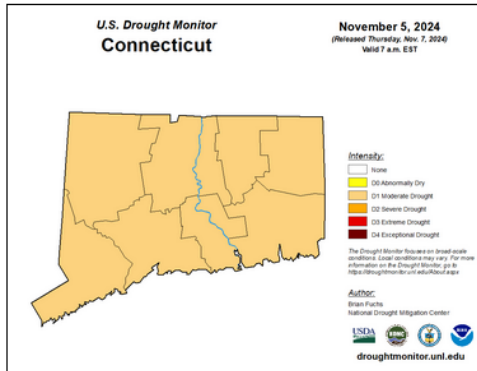 U.S. Drought Monitor
Connecticut
November 5, 2024
(Released Thursday, Nov. 7, 2024)
Valid 7 a.m. EST
Intensity:
None
D0 Abnormally Dry
D1 Moderate Drought
D2 Severe Drought
D3 Extreme Drought
D4 Exceptional Drought
The Drought Monitor focuses on broad-scale
conditions. Local conditions may vary. For more
information on the Drought Monitor, go to
https://droughtmonitor.unl.edu/About.aspx
Author:
Brian Fuchs
National Drought Mitigation Center
USDA
NDMC
droughtmonitor.unl.edu